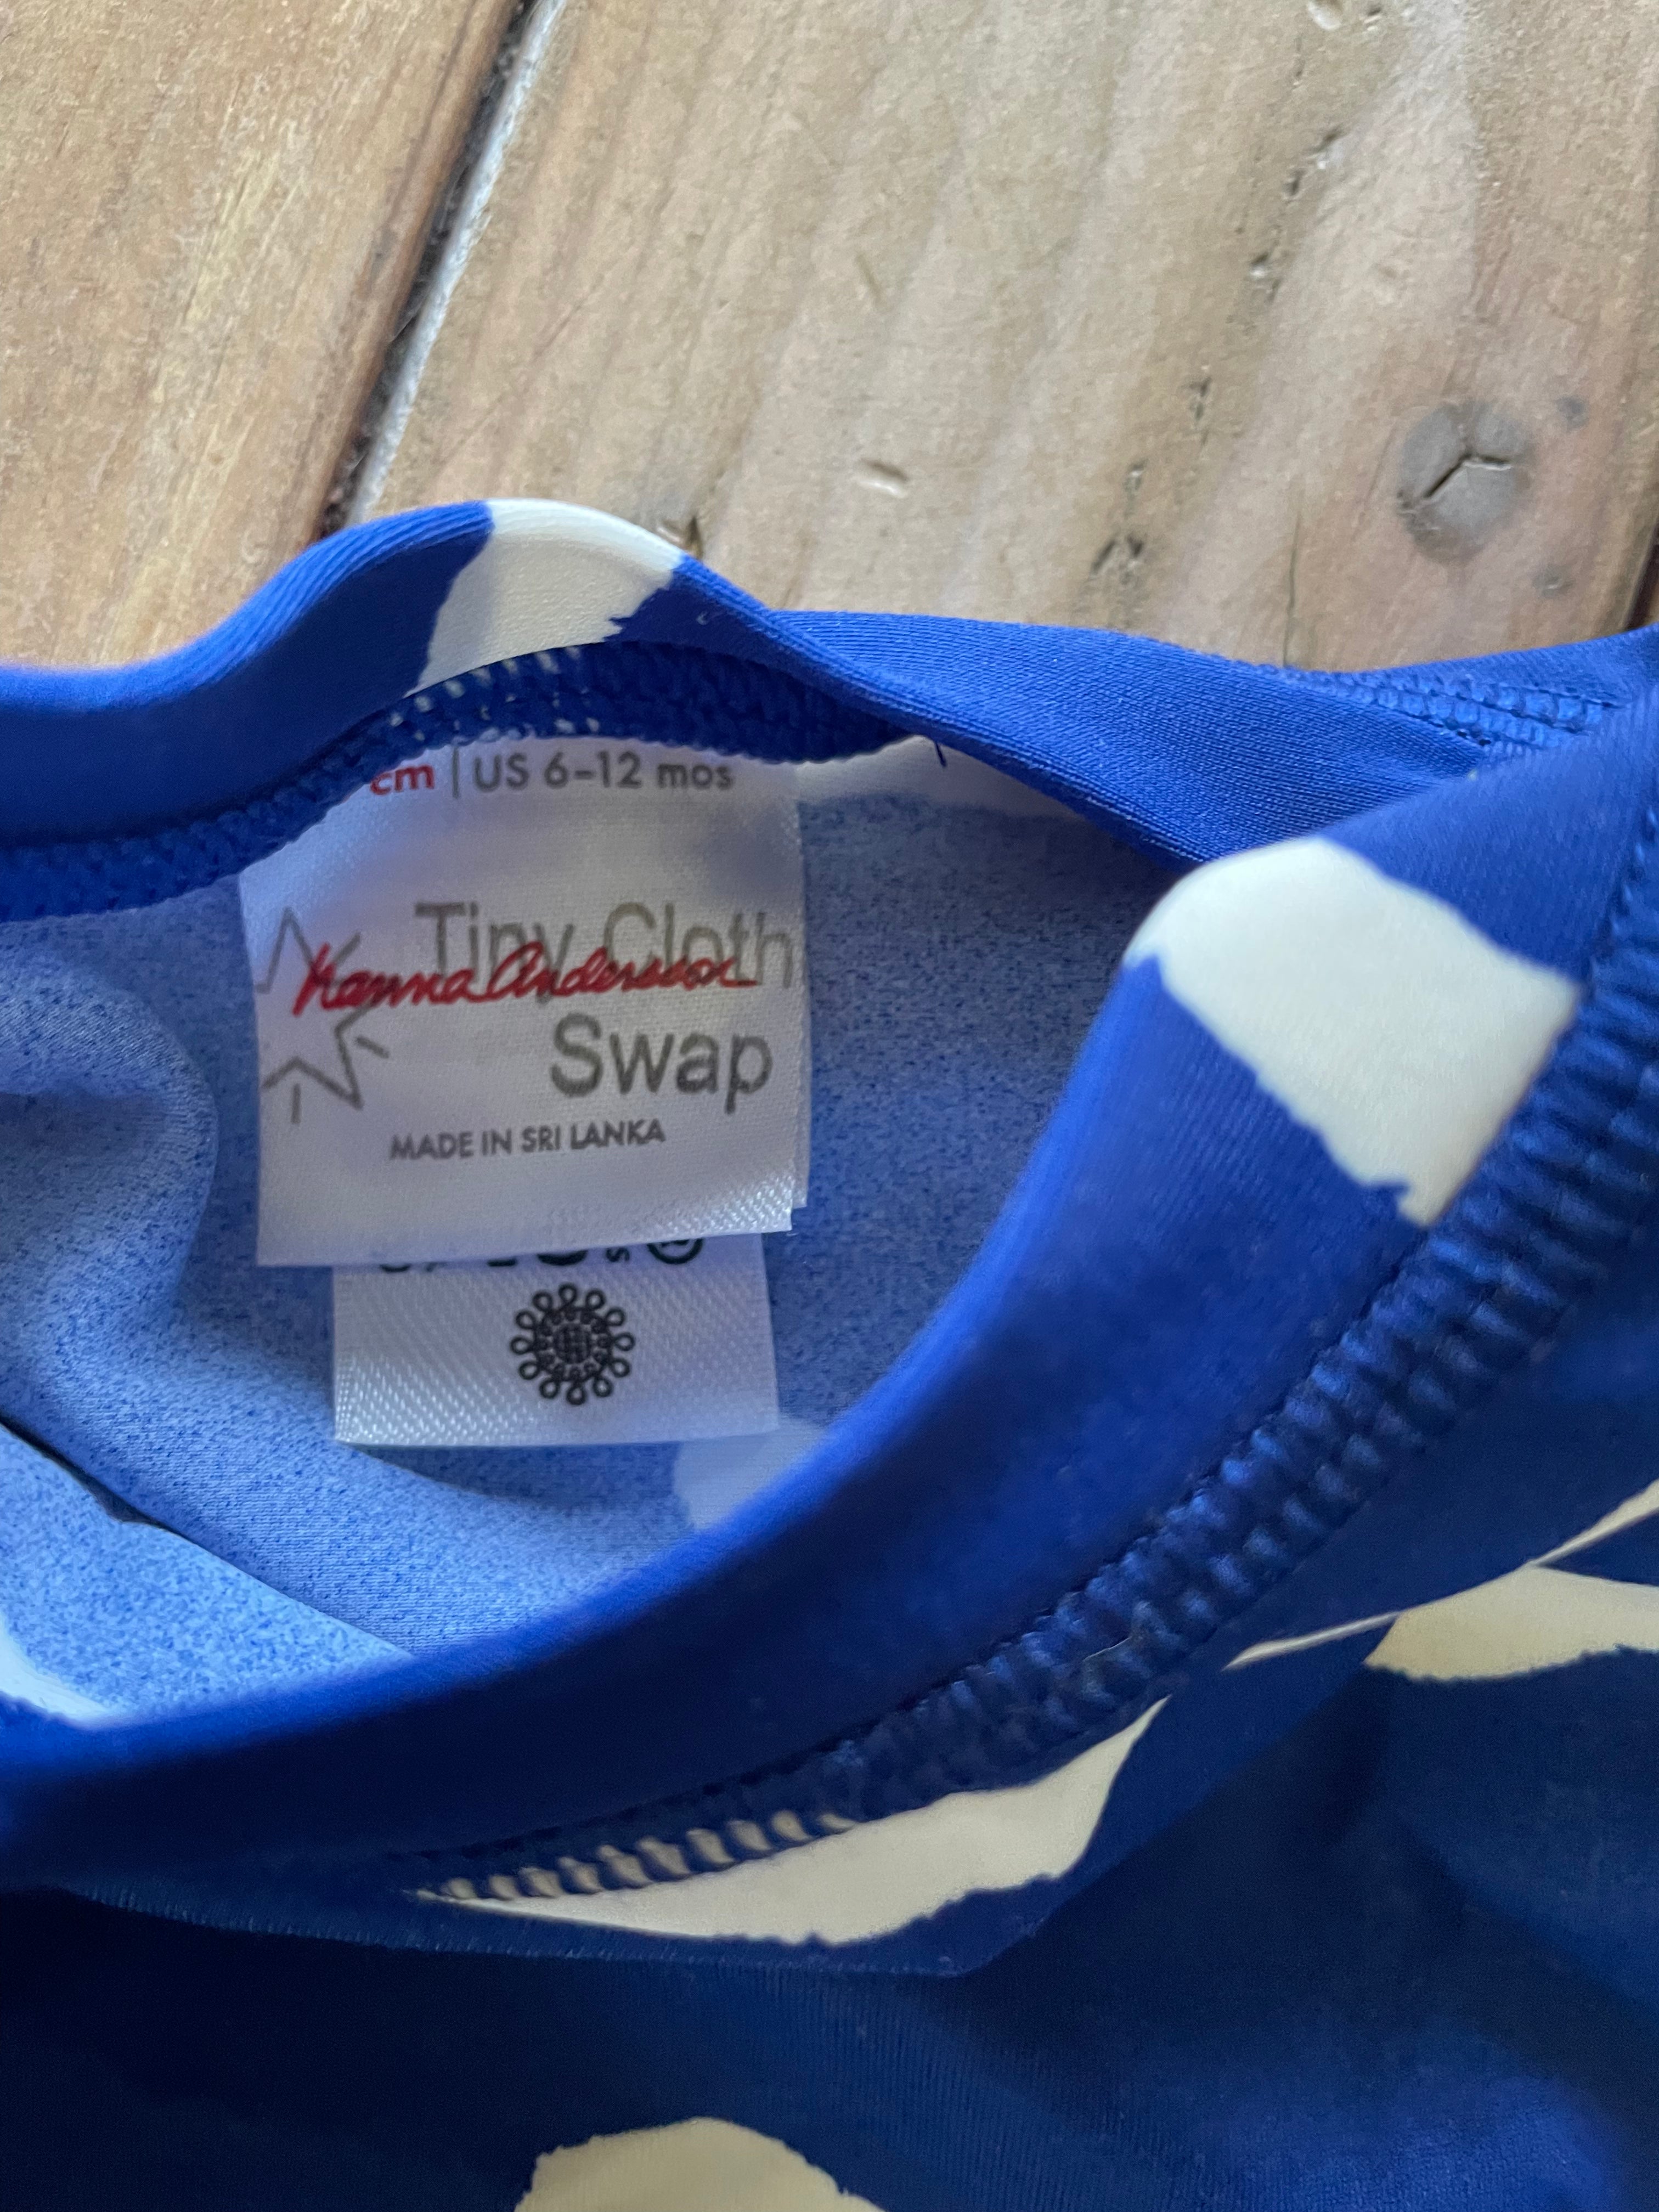 cm | US 6-12 mos
Tiny Cloth
Hanna Andersson
Swap
MADE IN SRI LANKA